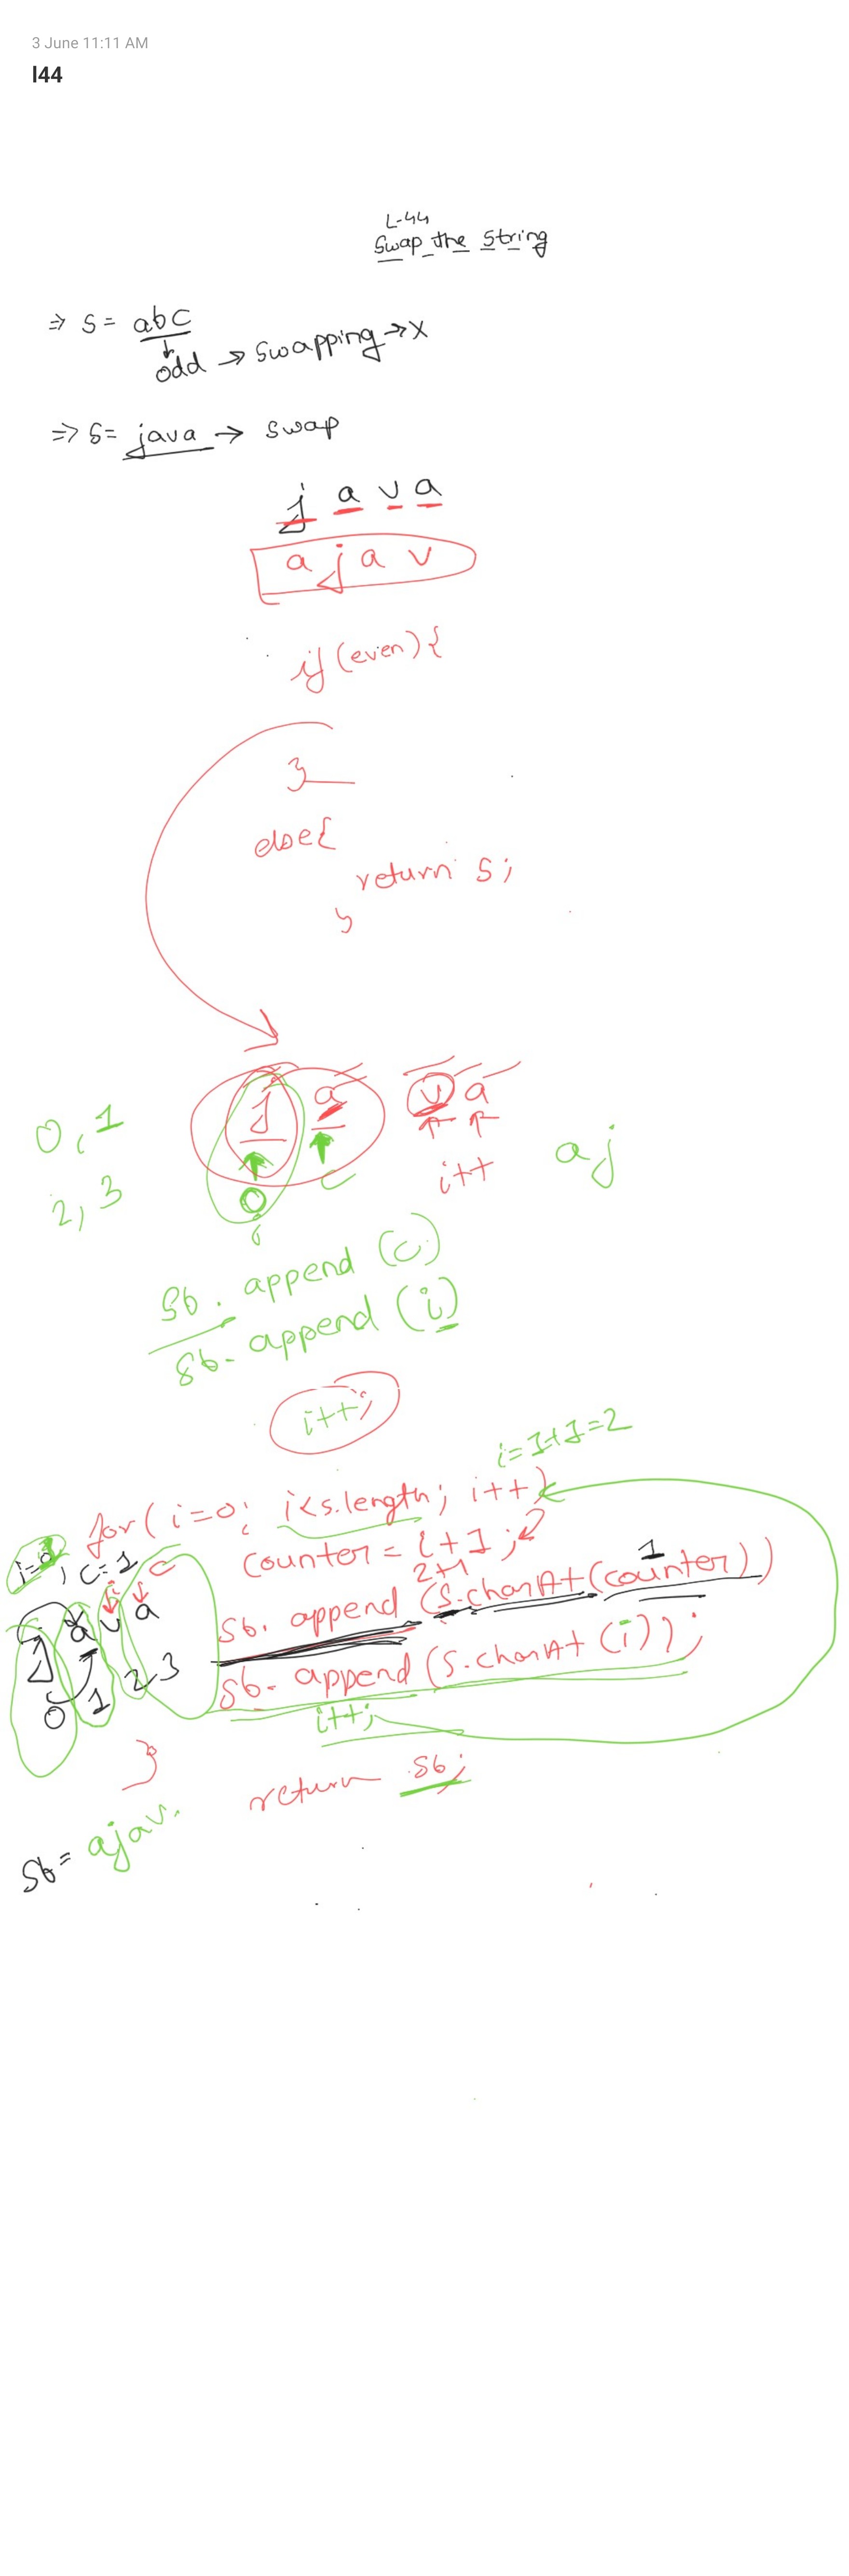 3 June 11:11 AM
l44
L-44
Swap the String
⇒ S = abc
odd → Swapping → X
⇒ S = java → swap
j a v a
a j a v
if (even) {
}
else {
return S;
}
0, 1
j a v a
a j
2, 3
0
c
i++
i
Sb. append (c)
Sb. append (i)
i++;
i = 1+1 = 2
for ( i=0; i<s.length; i++)
, c=1
c
counter = i+1;
2+1
1
i
Sb. append (S.charAt (counter))
j a v a
Sb. append (S.charAt (i));
0 1 2, 3
i++;
}
return Sb;
Sb = ajav.